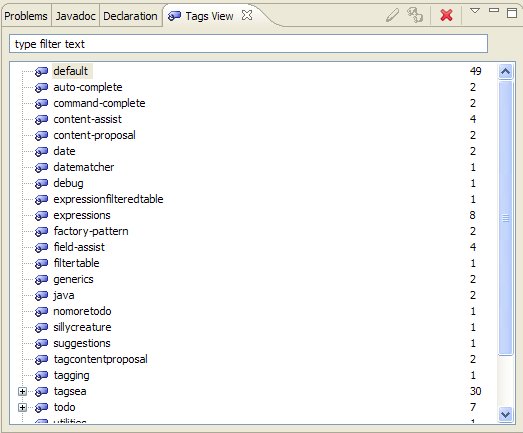 Problems Javadoc Declaration Tags View
type filter text
default 49
auto-complete 2
command-complete 2
content-assist 4
content-proposal 2
date 2
datematcher 1
debug 1
expressionfilteredtable 1
expressions 8
factory-pattern 2
field-assist 4
filtertable 1
generics 2
java 2
nomoretodo 1
sillycreature 1
suggestions 1
tagcontentproposal 2
tagging 1
tagsea 30
todo 7
utilities 1